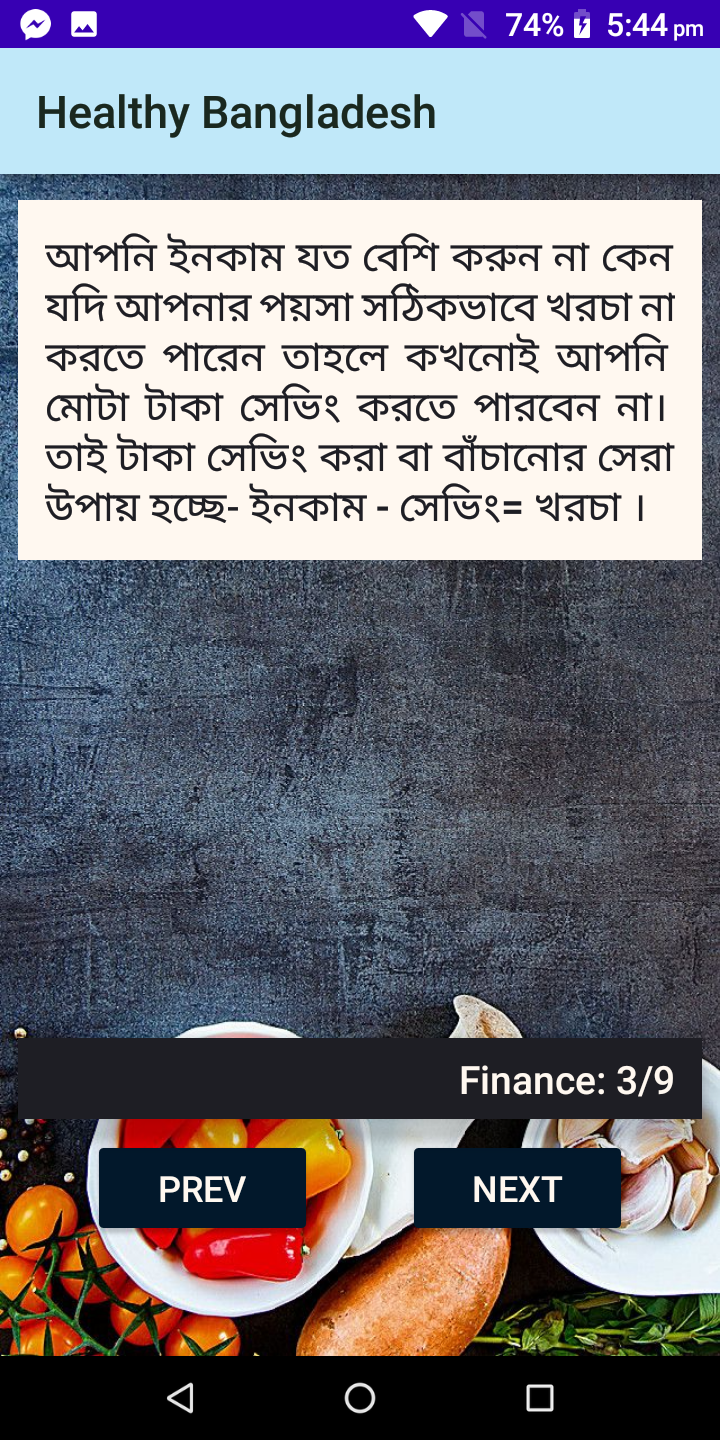 74% 5:44 pm
Healthy Bangladesh
আপনি ইনকাম যত বেশি করুন না কেন
যদি আপনার পয়সা সঠিকভাবে খরচা না
করতে পারেন তাহলে কখনোই আপনি
মোটা টাকা সেভিং করতে পারবেন না।
তাই টাকা সেভিং করা বা বাঁচানোর সেরা
উপায় হচ্ছে- ইনকাম - সেভিং= খরচা ।
Finance: 3/9
PREV NEXT